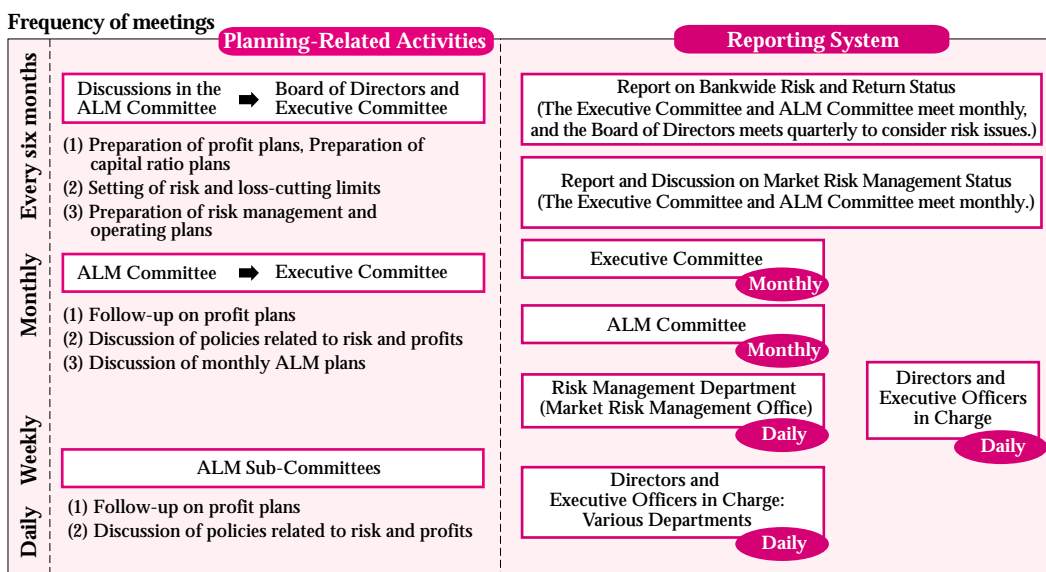 Frequency of meetings
Planning-Related Activities
Reporting System
Every six months
Discussions in the
ALM Committee
Board of Directors and
Executive Committee
(1) Preparation of profit plans, Preparation of
capital ratio plans
(2) Setting of risk and loss-cutting limits
(3) Preparation of risk management and
operating plans
Report on Bankwide Risk and Return Status
(The Executive Committee and ALM Committee meet monthly,
and the Board of Directors meets quarterly to consider risk issues.)
Report and Discussion on Market Risk Management Status
(The Executive Committee and ALM Committee meet monthly.)
Monthly
ALM Committee
Executive Committee
(1) Follow-up on profit plans
(2) Discussion of policies related to risk and profits
(3) Discussion of monthly ALM plans
Executive Committee
Monthly
ALM Committee
Monthly
Risk Management Department
(Market Risk Management Office)
Daily
Directors and
Executive Officers
in Charge
Daily
Weekly
Daily
ALM Sub-Committees
(1) Follow-up on profit plans
(2) Discussion of policies related to risk and profits
Directors and
Executive Officers in Charge:
Various Departments
Daily